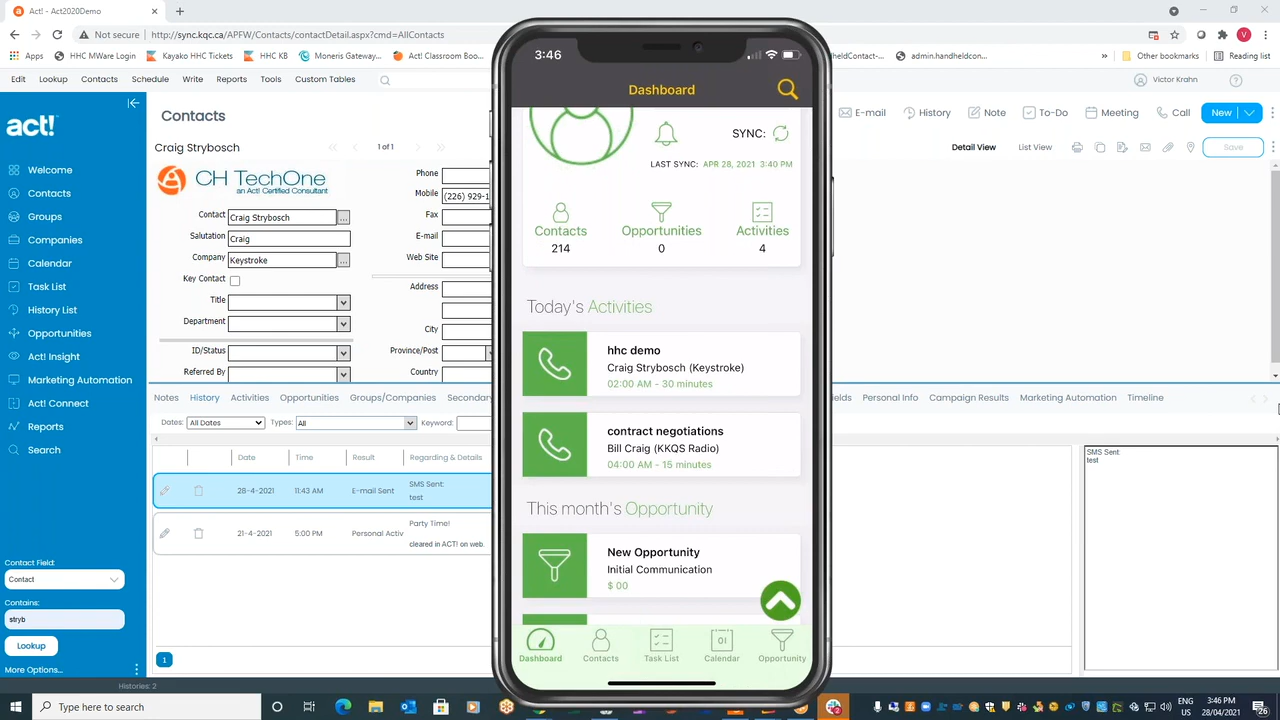 Act! - Act2020Demo
Not secured | http://sync.kqc.ca/APFW/Contacts/contactDetail.aspx?cmd=AllContacts
Apps
HHC MWare Login
Kayako HHC Tickets
HHC KB
Moneris Gateway...
Act! Classroom Boo...
HandheldContact-...
admin.handheldcon...
Other bookmarks
Reading list
Edit Lookup Contacts Schedule Write Reports Tools Custom Tables
Victor Krahn
act!
Welcome
Contacts
Groups
Companies
Calendar
Task List
History List
Opportunities
Act! Insight
Marketing Automation
Act! Connect
Reports
Search
Contact Field:
Contact
Contains:
stryb
Lookup
More Options...
Contacts
E-mail History Note To-Do Meeting Call New
Craig Strybosch
1 of 1
Detail View List View Save
CH TechOne
an Act! Certified Consultant
Contact Craig Strybosch
Salutation Craig
Company Keystroke
Key Contact
Title
Department
ID/Status
Referred By
Phone
Mobile (226) 929-1
Fax
E-mail
Web Site
Address
City
Province/Post
Country
Notes History Activities Opportunities Groups/Companies Secondary
Personal Info Campaign Results Marketing Automation Timeline
Dates: All Dates Types: All Keyword:
Date Time Result Regarding & Details
28-4-2021 11:43 AM E-mail Sent SMS Sent:
test
21-4-2021 5:00 PM Personal Activ Party Time!
cleared in ACT! on web.
SMS Sent:
test
1
Histories: 2
3:46
Dashboard
SYNC:
LAST SYNC: APR 28, 2021 3:40 PM
Contacts Opportunities Activities
214 0 4
Today's Activities
hhc demo
Craig Strybosch (Keystroke)
02:00 AM - 30 minutes
contract negotiations
Bill Craig (KKQS Radio)
04:00 AM - 15 minutes
This month's Opportunity
New Opportunity
Initial Communication
$ 00
Dashboard Contacts Task List Calendar Opportunity
Type here to search
ENG
US
3:46 PM
28/04/2021